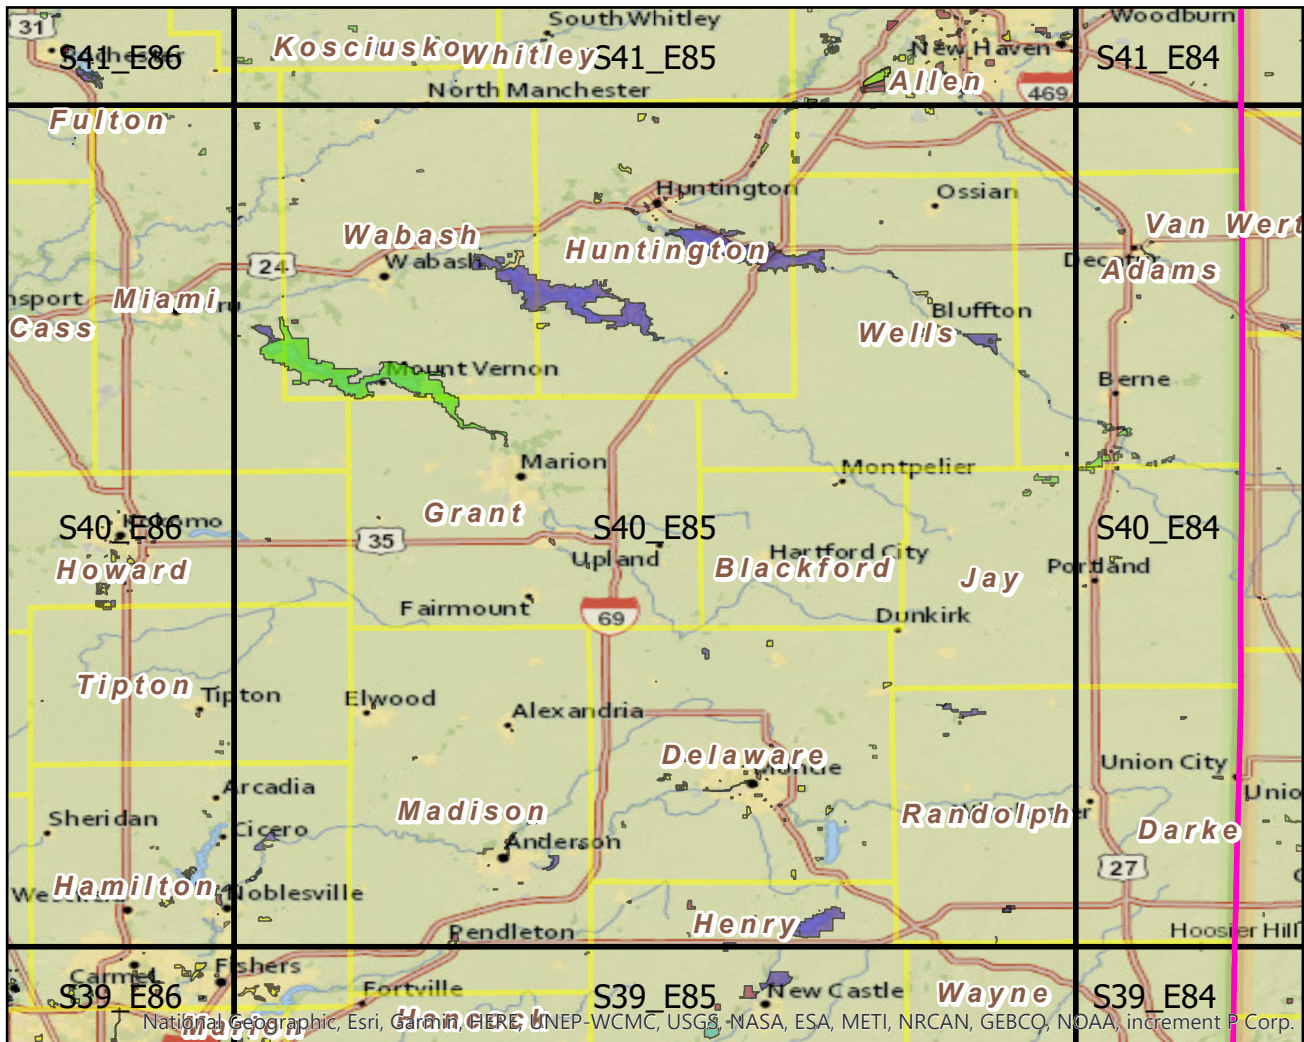 31
South Whitley
Woodburn
Kosciusko
Whitley
New Haven
S41_E86
S41_E85
S41_E84
Allen
North Manchester
469
Fulton
Huntington
Ossian
Wabash
Huntington
Van Wert
24
Wabash
Adams
Miami
Bluffton
Cass
Wells
Mount Vernon
Berne
Marion
Montpelier
Grant
S40_E86
S40_E85
S40_E84
35
Upland
Hartford City
Howard
Blackford
Jay
Portland
Fairmount
69
Dunkirk
Tipton
Tipton
Elwood
Alexandria
Delaware
Union City
Arcadia
Madison
Randolph
Sheridan
Cicero
Anderson
Darke
27
Hamilton
Noblesville
Henry
Pendleton
Hoosier Hill
Carmel
Fishers
S39_E86
Fortville
S39_E85
New Castle
Wayne
S39_E84
Hancock
Marion
National Geographic, Esri, Garmin, HERE, UNEP-WCMC, USGS, NASA, ESA, METI, NRCAN, GEBCO, NOAA, increment P Corp.